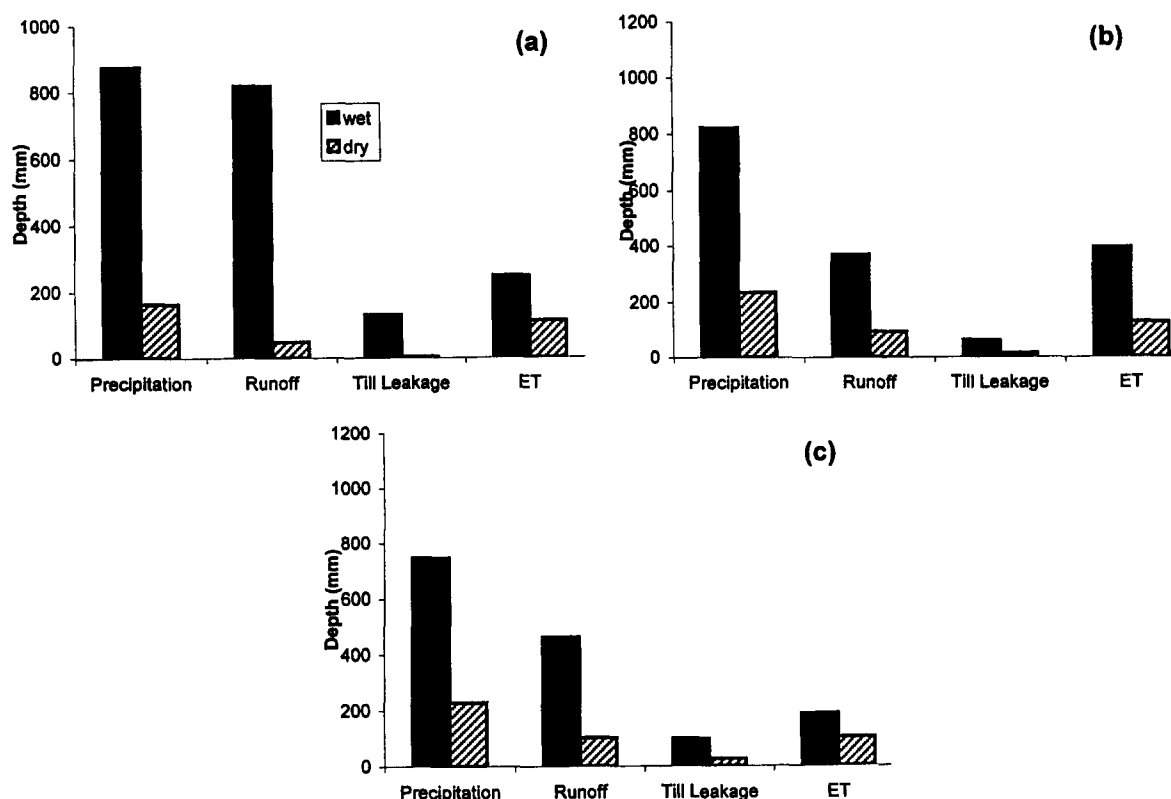 (a)
1000
800
600
400
200
0
Depth (mm)
wet
dry
Precipitation Runoff Till Leakage ET
(b)
1200
1000
800
600
400
200
0
Depth (mm)
Precipitation Runoff Till Leakage ET
(c)
1200
1000
800
600
400
200
0
Depth (mm)
Precipitation Runoff Till Leakage ET